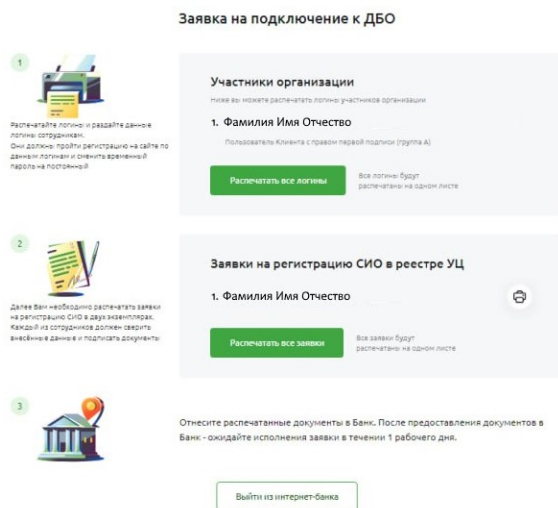 Заявка на подключение к ДБО
1
Распечатайте логины и раздайте данные
логины сотрудникам.
Они должны пройти регистрацию на сайте по
данным логинам и сменить временный
пароль на постоянный
Участники организации
Ниже вы можете распечатать логины участников организации
1. Фамилия Имя Отчество
Пользователь Клиента с правом первой подписи (группа А)
Распечатать все логины
Все логины будут
распечатаны на одном листе
2
Далее Вам необходимо распечатать заявки
на регистрацию СИО в двух экземплярах.
Каждый из сотрудников должен сверить
внесённые данные и подписать документы
Заявки на регистрацию СИО в реестре УЦ
1. Фамилия Имя Отчество
Распечатать все заявки
Все заявки будут
распечатаны на одном листе
3
Отнесите распечатанные документы в Банк. После предоставления документов в
Банк - ожидайте исполнения заявки в течении 1 рабочего дня.
Выйти из интернет-банка